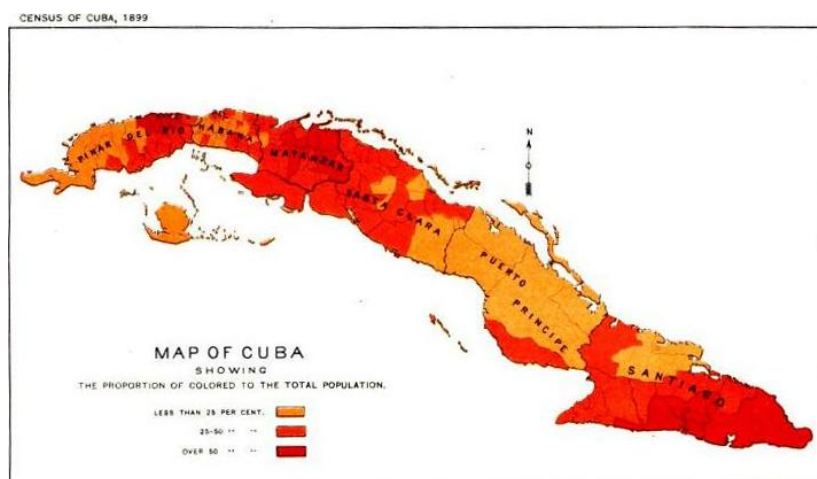 CENSUS OF CUBA, 1899
N
PINAR DEL RIO
HABANA
MATANZAS
SANTA CLARA
PUERTO PRINCIPE
SANTIAGO
MAP OF CUBA
SHOWING
THE PROPORTION OF COLORED TO THE TOTAL POPULATION.
LESS THAN 25 PER CENT.
25-50 " "
OVER 50 " "